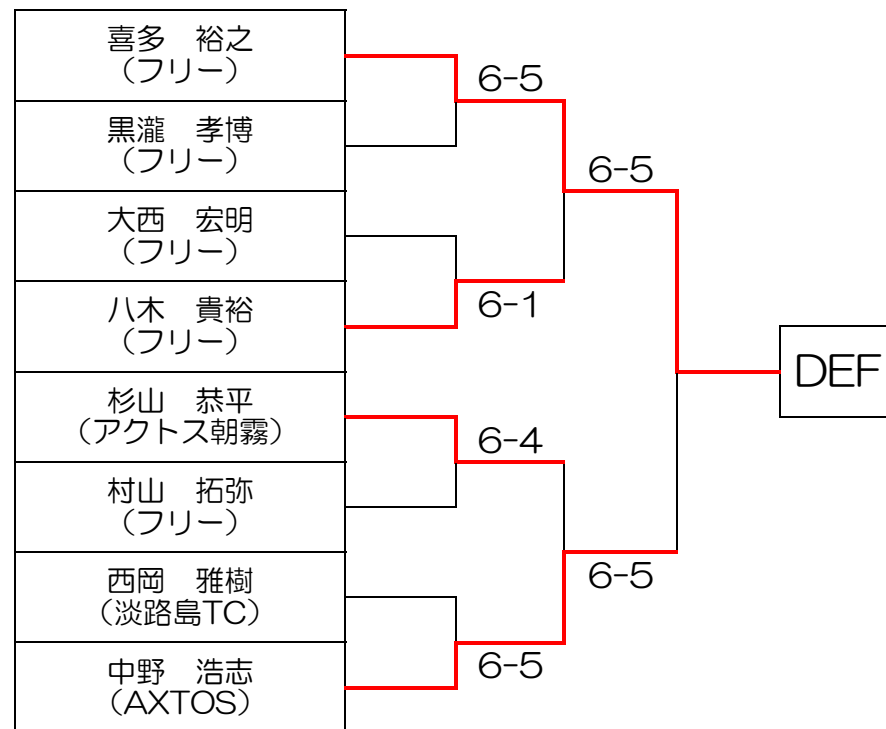 喜多　裕之
（フリー）
黒瀧　孝博
（フリー）
大西　宏明
（フリー）
八木　貴裕
（フリー）
杉山　恭平
（アクトス朝霧）
村山　拓弥
（フリー）
西岡　雅樹
（淡路島TC）
中野　浩志
（AXTOS）
6-5
6-1
6-4
6-5
6-5
6-5
DEF